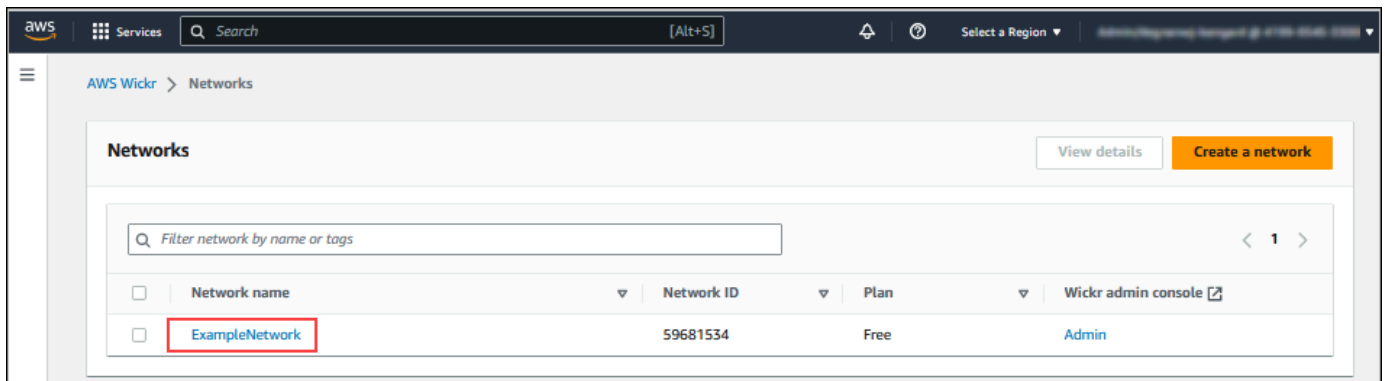 aws Services Search [Alt+S] Select a Region
AWS Wickr > Networks
Networks View details Create a network
Filter network by name or tags < 1 >
Network name Network ID Plan Wickr admin console
ExampleNetwork 59681534 Free Admin